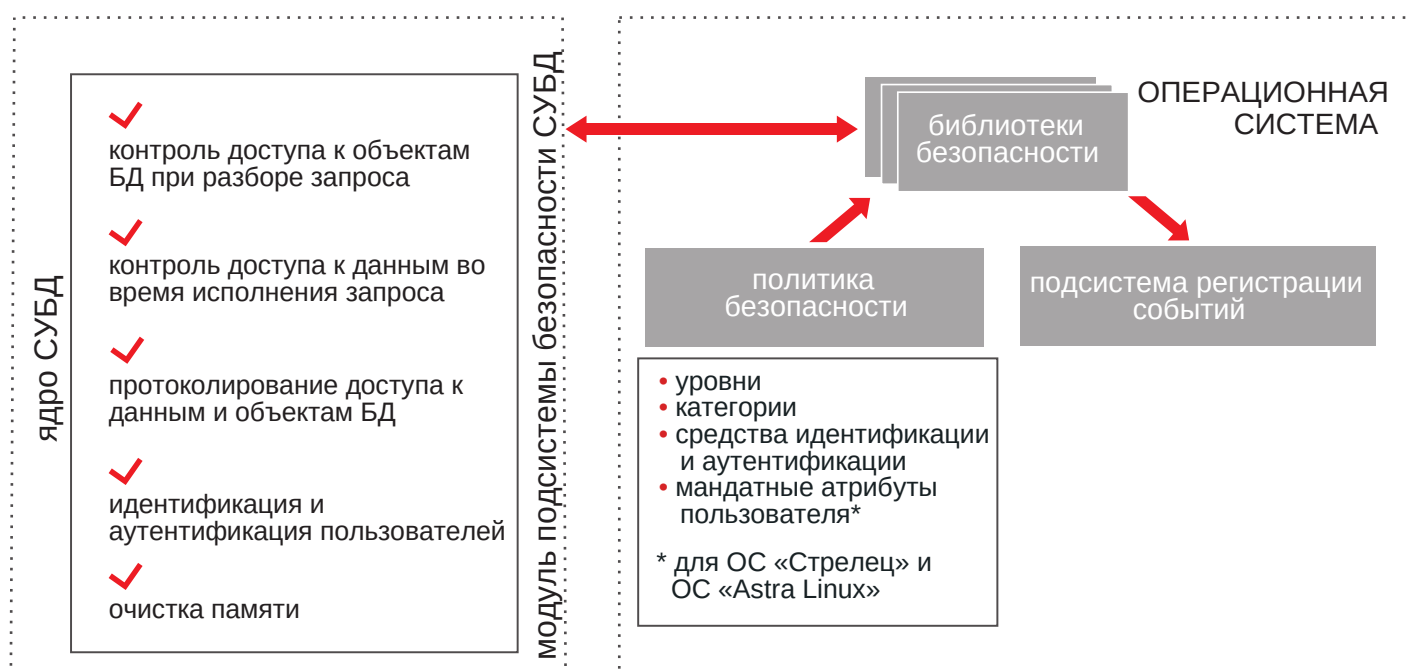 ядро СУБД
контроль доступа к объектам
БД при разборе запроса
контроль доступа к данным во
время исполнения запроса
протоколирование доступа к
данным и объектам БД
идентификация и
аутентификация пользователей
очистка памяти
модуль подсистемы безопасности СУБД
ОПЕРАЦИОННАЯ
СИСТЕМА
библиотеки
безопасности
политика
безопасности
подсистема регистрации
событий
• уровни
• категории
• средства идентификации
и аутентификации
• мандатные атрибуты
пользователя*
* для ОС «Стрелец» и
ОС «Astra Linux»